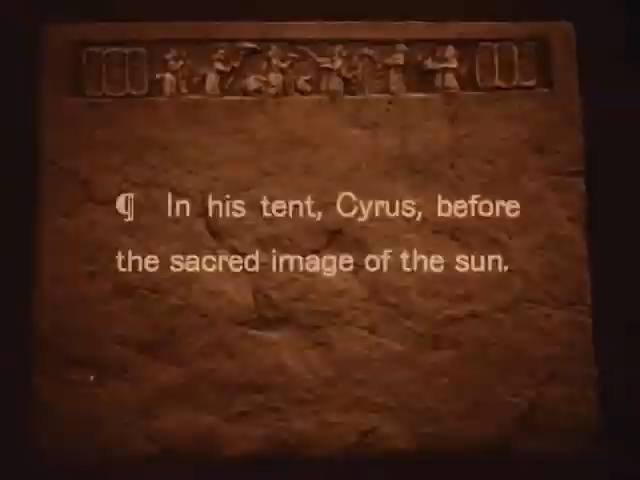 ¶ In his tent, Cyrus, before
the sacred image of the sun.